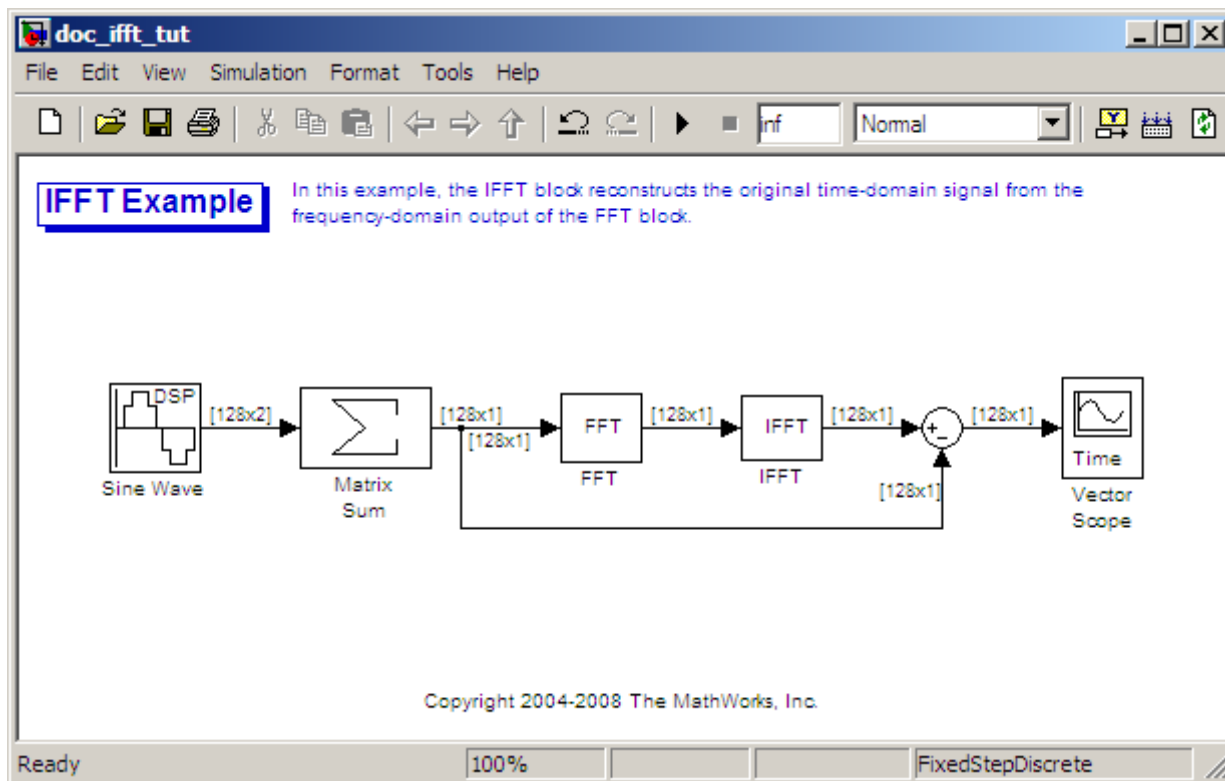 doc_ifft_tut
File Edit View Simulation Format Tools Help
inf Normal
IFFT Example
In this example, the IFFT block reconstructs the original time-domain signal from the
frequency-domain output of the FFT block.
DSP
[128x2]
Sine Wave
Matrix
Sum
[128x1]
[128x1]
FFT
FFT
[128x1]
IFFT
IFFT
[128x1]
+
-
[128x1]
[128x1]
Time
Vector
Scope
Copyright 2004-2008 The MathWorks, Inc.
Ready 100% FixedStepDiscrete